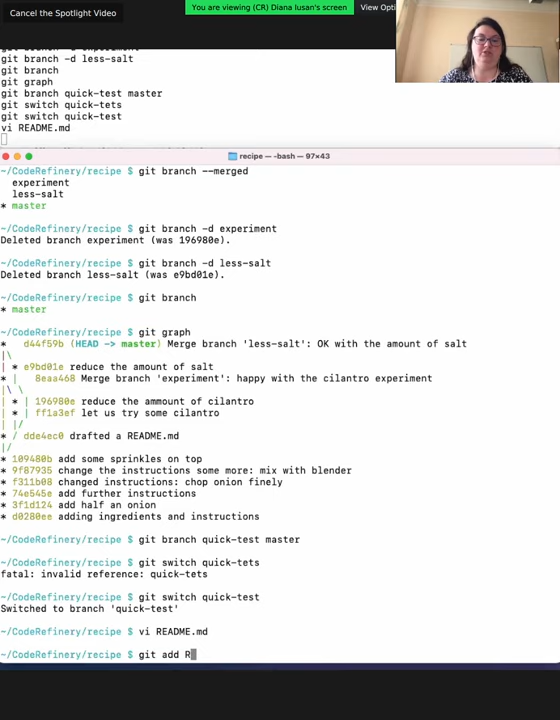 Cancel the Spotlight Video
You are viewing (CR) Diana Iusan's screen
View Opti
git branch -d experiment
git branch -d less-salt
git branch
git graph
git branch quick-test master
git switch quick-tets
git switch quick-test
vi README.md
recipe — -bash — 97×43
~/CodeRefinery/recipe $ git branch --merged
experiment
less-salt
* master
~/CodeRefinery/recipe $ git branch -d experiment
Deleted branch experiment (was 196980e).
~/CodeRefinery/recipe $ git branch -d less-salt
Deleted branch less-salt (was e9bd01e).
~/CodeRefinery/recipe $ git branch
* master
~/CodeRefinery/recipe $ git graph
*   d44f59b (HEAD -> master) Merge branch 'less-salt': OK with the amount of salt
|\
| * e9bd01e reduce the amount of salt
* |   8eaa468 Merge branch 'experiment': happy with the cilantro experiment
|\ \
| * | 196980e reduce the ammount of cilantro
| * | ff1a3ef let us try some cilantro
| |/
* / dde4ec0 drafted a README.md
|/
* 109480b add some sprinkles on top
* 9f87935 change the instructions some more: mix with blender
* f311b08 changed instructions: chop onion finely
* 74e545e add further instructions
* 3f1d124 add half an onion
* d0280ee adding ingredients and instructions
~/CodeRefinery/recipe $ git branch quick-test master
~/CodeRefinery/recipe $ git switch quick-tets
fatal: invalid reference: quick-tets
~/CodeRefinery/recipe $ git switch quick-test
Switched to branch 'quick-test'
~/CodeRefinery/recipe $ vi README.md
~/CodeRefinery/recipe $ git add R